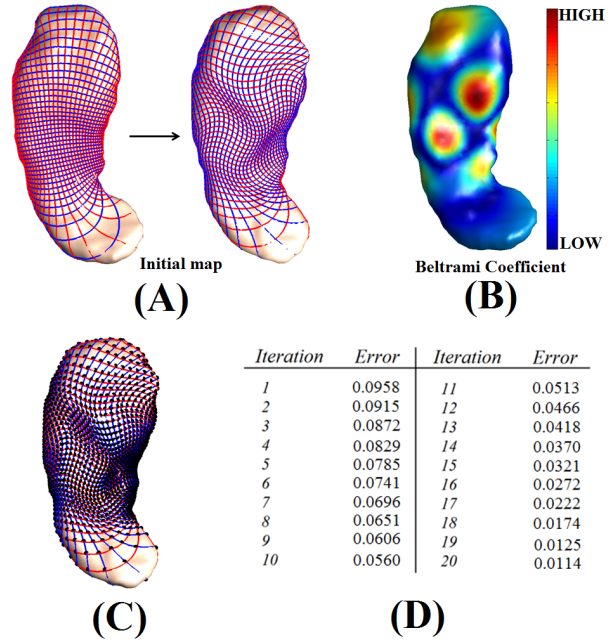 HIGH
LOW
Initial map
Beltrami Coefficient
(A)
(B)
Iteration Error Iteration Error
1 0.0958 11 0.0513
2 0.0915 12 0.0466
3 0.0872 13 0.0418
4 0.0829 14 0.0370
5 0.0785 15 0.0321
6 0.0741 16 0.0272
7 0.0696 17 0.0222
8 0.0651 18 0.0174
9 0.0606 19 0.0125
10 0.0560 20 0.0114
(C)
(D)